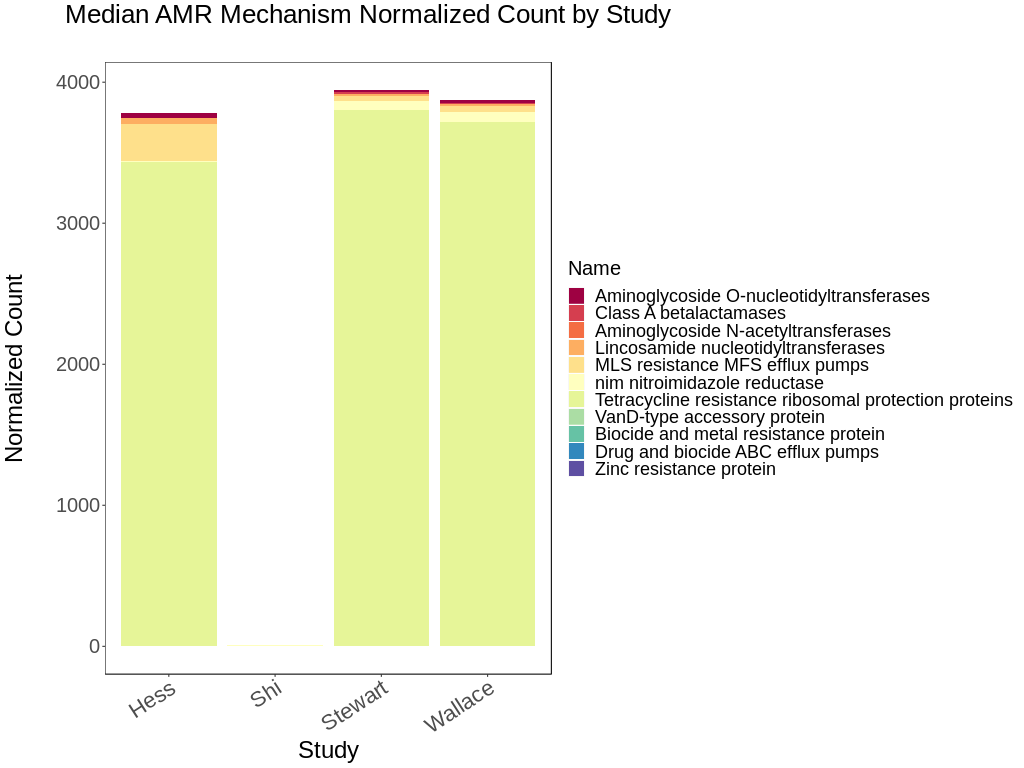 Median AMR Mechanism Normalized Count by Study
Normalized Count
4000
3000
2000
1000
0
Hess
Shi
Stewart
Wallace
Study
Name
Aminoglycoside O-nucleotidyltransferases
Class A betalactamases
Aminoglycoside N-acetyltransferases
Lincosamide nucleotidyltransferases
MLS resistance MFS efflux pumps
nim nitroimidazole reductase
Tetracycline resistance ribosomal protection proteins
VanD-type accessory protein
Biocide and metal resistance protein
Drug and biocide ABC efflux pumps
Zinc resistance protein